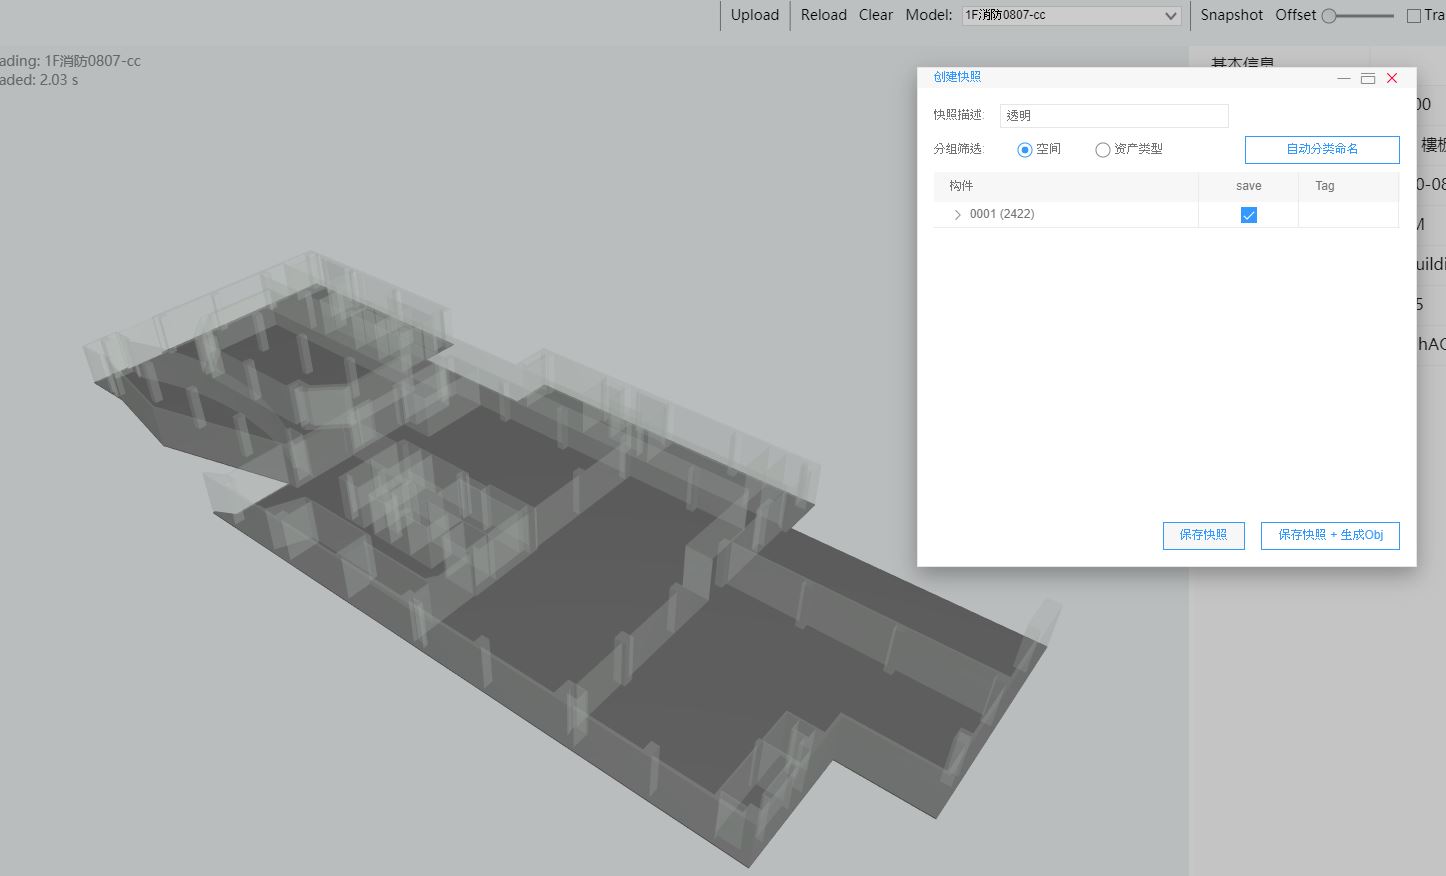 Upload Reload Clear Model: 1F消防0807-cc Snapshot Offset Tra
ading: 1F消防0807-cc
aded: 2.03 s
基本信息
创建快照
快照描述: 透明
分组筛选: 空间 资产类型 自动分类命名
构件 save Tag
0001 (2422)
保存快照 保存快照 + 生成Obj
00
樓板
0-08
M
uildi
5
hAC